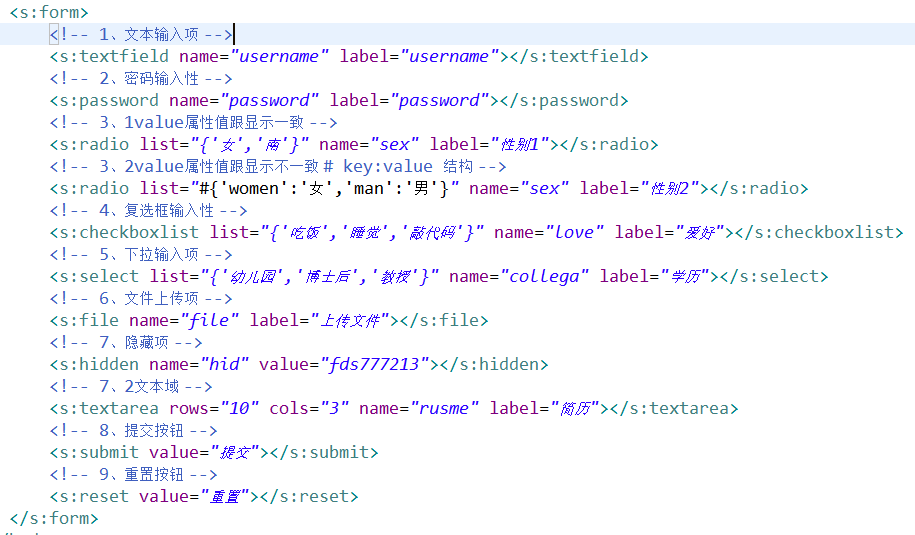 <s:form>
<!-- 1、文本输入项 -->
<s:textfield name="username" label="username"></s:textfield>
<!-- 2、密码输入性 -->
<s:password name="password" label="password"></s:password>
<!-- 3、1value属性值跟显示一致 -->
<s:radio list="{'女','南'}" name="sex" label="性别1"></s:radio>
<!-- 3、2value属性值跟显示不一致 # key:value 结构 -->
<s:radio list="#{'women':'女','man':'男'}" name="sex" label="性别2"></s:radio>
<!-- 4、复选框输入性 -->
<s:checkboxlist list="{'吃饭','睡觉','敲代码'}" name="love" label="爱好"></s:checkboxlist>
<!-- 5、下拉输入项 -->
<s:select list="{'幼儿园','博士后','教授'}" name="collega" label="学历"></s:select>
<!-- 6、文件上传项 -->
<s:file name="file" label="上传文件"></s:file>
<!-- 7、隐藏项 -->
<s:hidden name="hid" value="fds777213"></s:hidden>
<!-- 7、2文本域 -->
<s:textarea rows="10" cols="3" name="rusme" label="简历"></s:textarea>
<!-- 8、提交按钮 -->
<s:submit value="提交"></s:submit>
<!-- 9、重置按钮 -->
<s:reset value="重置"></s:reset>
</s:form>